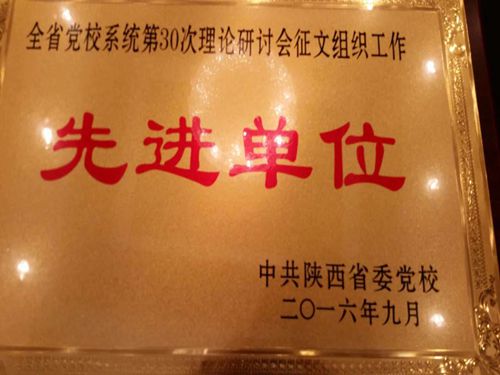 全省党校系统第30次理论研讨会征文组织工作
先进单位
中共陕西省委党校
二〇一六年九月